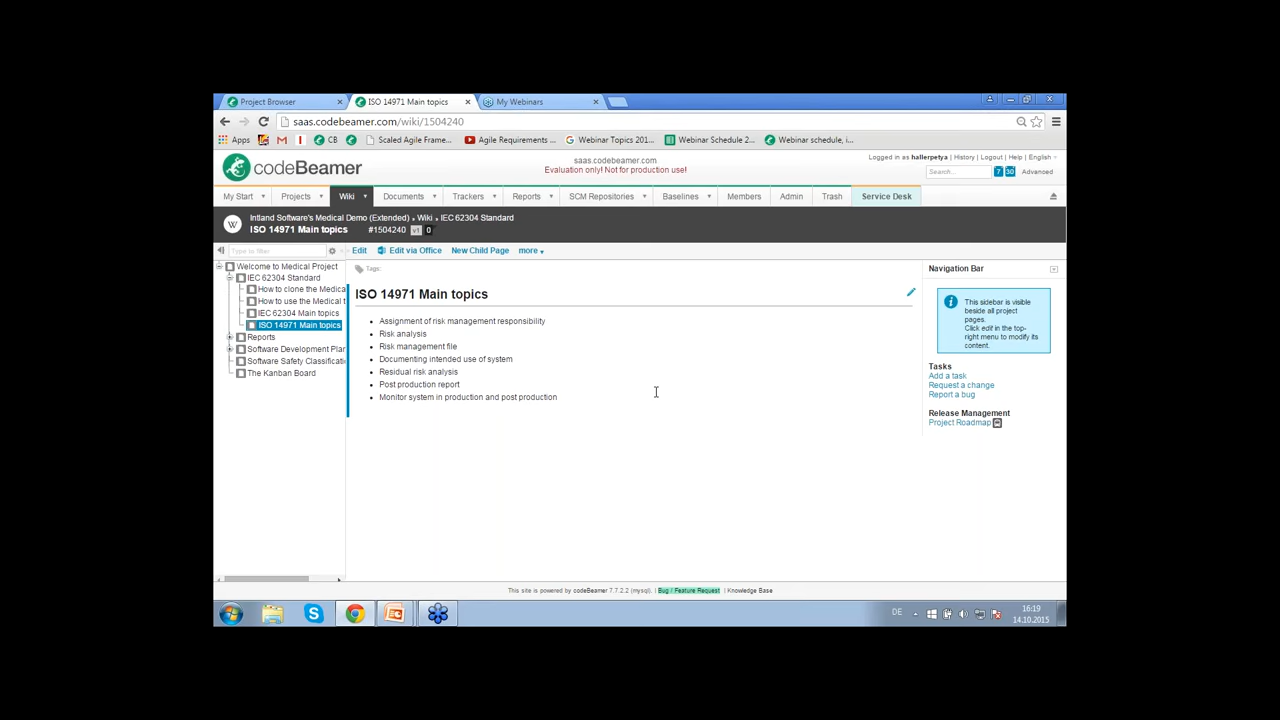 Project Browser
ISO 14971 Main topics
My Webinars
saas.codebeamer.com/wiki/1504240
Apps
CB
Scaled Agile Frame...
Agile Requirements ...
Webinar Topics 201...
Webinar Schedule 2...
Webinar schedule, i...
codeBeamer
saas.codebeamer.com
Evaluation only! Not for production use!
Logged in as hallerpetya | History | Logout | Help | English
Search...
7 30 Advanced
My Start
Projects
Wiki
Documents
Trackers
Reports
SCM Repositories
Baselines
Members
Admin
Trash
Service Desk
W
Intland Software's Medical Demo (Extended) Wiki IEC 62304 Standard
ISO 14971 Main topics #1504240 v1 0
Type to filter
Edit
Edit via Office
New Child Page
more
Welcome to Medical Project
IEC 62304 Standard
How to clone the Medica
How to use the Medical t
IEC 62304 Main topics
ISO 14971 Main topics
Reports
Software Development Plar
Software Safety Classificati
The Kanban Board
Tags:
ISO 14971 Main topics
Assignment of risk management responsibility
Risk analysis
Risk management file
Documenting intended use of system
Residual risk analysis
Post production report
Monitor system in production and post production
Navigation Bar
This sidebar is visible
beside all project
pages.
Click edit in the top-
right menu to modify its
content.
Tasks
Add a task
Request a change
Report a bug
Release Management
Project Roadmap
This site is powered by codeBeamer 7.7.2.2 (mysql). | Bug / Feature Request | Knowledge Base
DE
16:19
14.10.2015